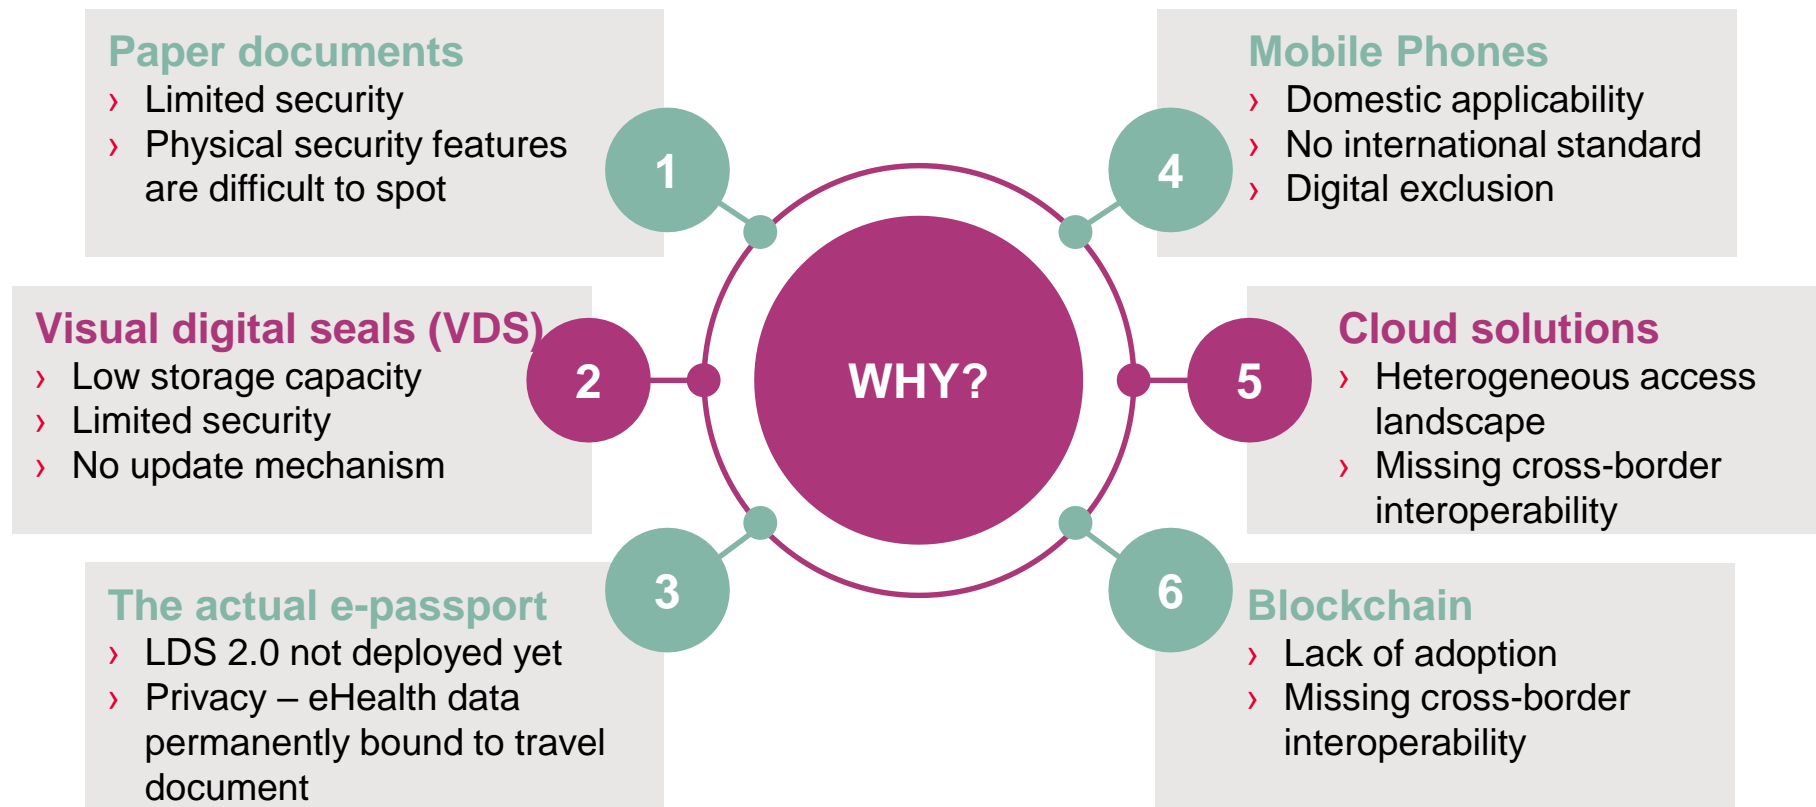 Paper documents
› Limited security
› Physical security features
are difficult to spot
1
Visual digital seals (VDS)
› Low storage capacity
› Limited security
› No update mechanism
2
The actual e-passport
› LDS 2.0 not deployed yet
› Privacy – eHealth data
permanently bound to travel
document
3
WHY?
4
Mobile Phones
› Domestic applicability
› No international standard
› Digital exclusion
5
Cloud solutions
› Heterogeneous access
landscape
› Missing cross-border
interoperability
6
Blockchain
› Lack of adoption
› Missing cross-border
interoperability